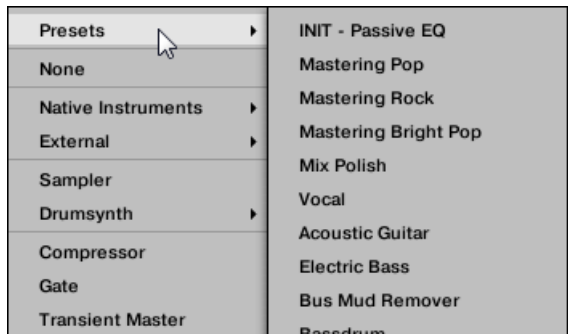 Presets
None
Native Instruments
External
Sampler
Drumsynth
Compressor
Gate
Transient Master
INIT - Passive EQ
Mastering Pop
Mastering Rock
Mastering Bright Pop
Mix Polish
Vocal
Acoustic Guitar
Electric Bass
Bus Mud Remover
Bassdrum